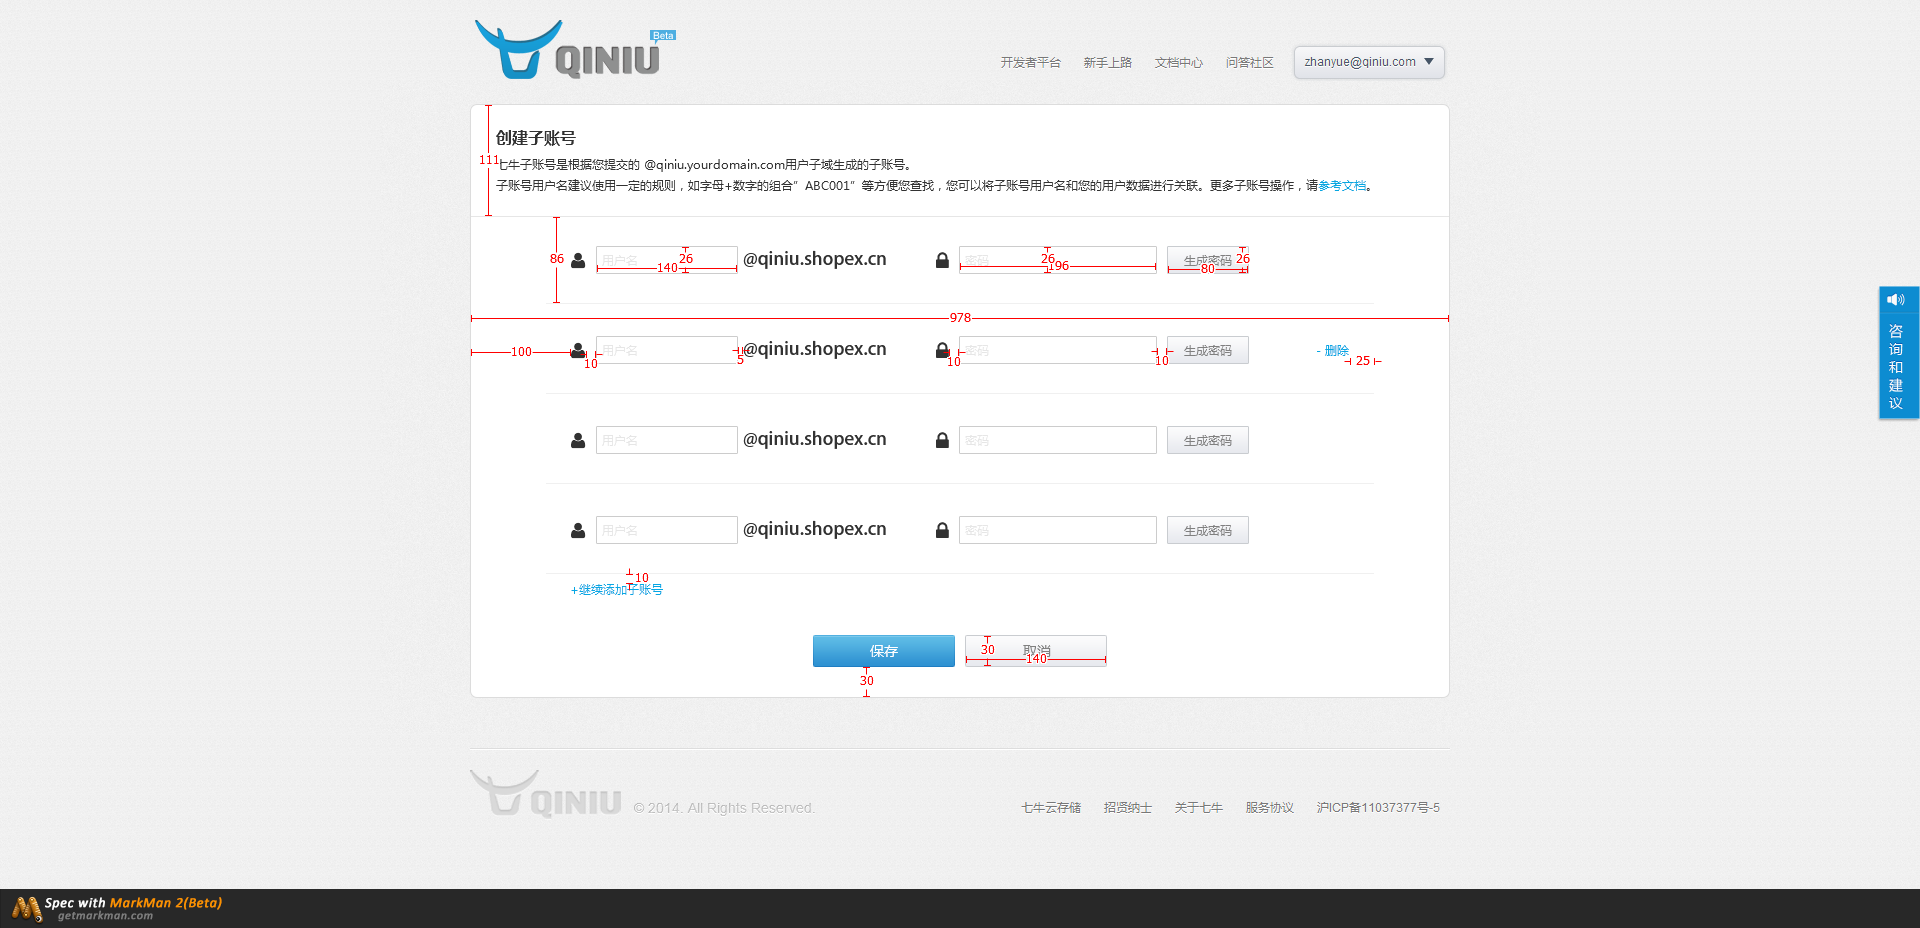 QINIU Beta
开发者平台 新手上路 文档中心 问答社区 zhanyue@qiniu.com
创建子账号
111
七牛子账号是根据您提交的 @qiniu.yourdomain.com用户子域生成的子账号。
子账号用户名建议使用一定的规则，如字母+数字的组合“ABC001”等方便您查找，您可以将子账号用户名和您的用户数据进行关联。更多子账号操作，请参考文档。
86 用户名 26 140 @qiniu.shopex.cn 密码 26 196 生成密码 26 80
978
100 10 用户名 5 @qiniu.shopex.cn 10 密码 10 生成密码 - 删除 25
用户名 @qiniu.shopex.cn 密码 生成密码
用户名 @qiniu.shopex.cn 密码 生成密码
10
+继续添加子账号
保存 取消 30 140
30
咨询和建议
QINIU © 2014. All Rights Reserved. 七牛云存储 招贤纳士 关于七牛 服务协议 沪ICP备11037377号-5
Spec with MarkMan 2(Beta)
getmarkman.com